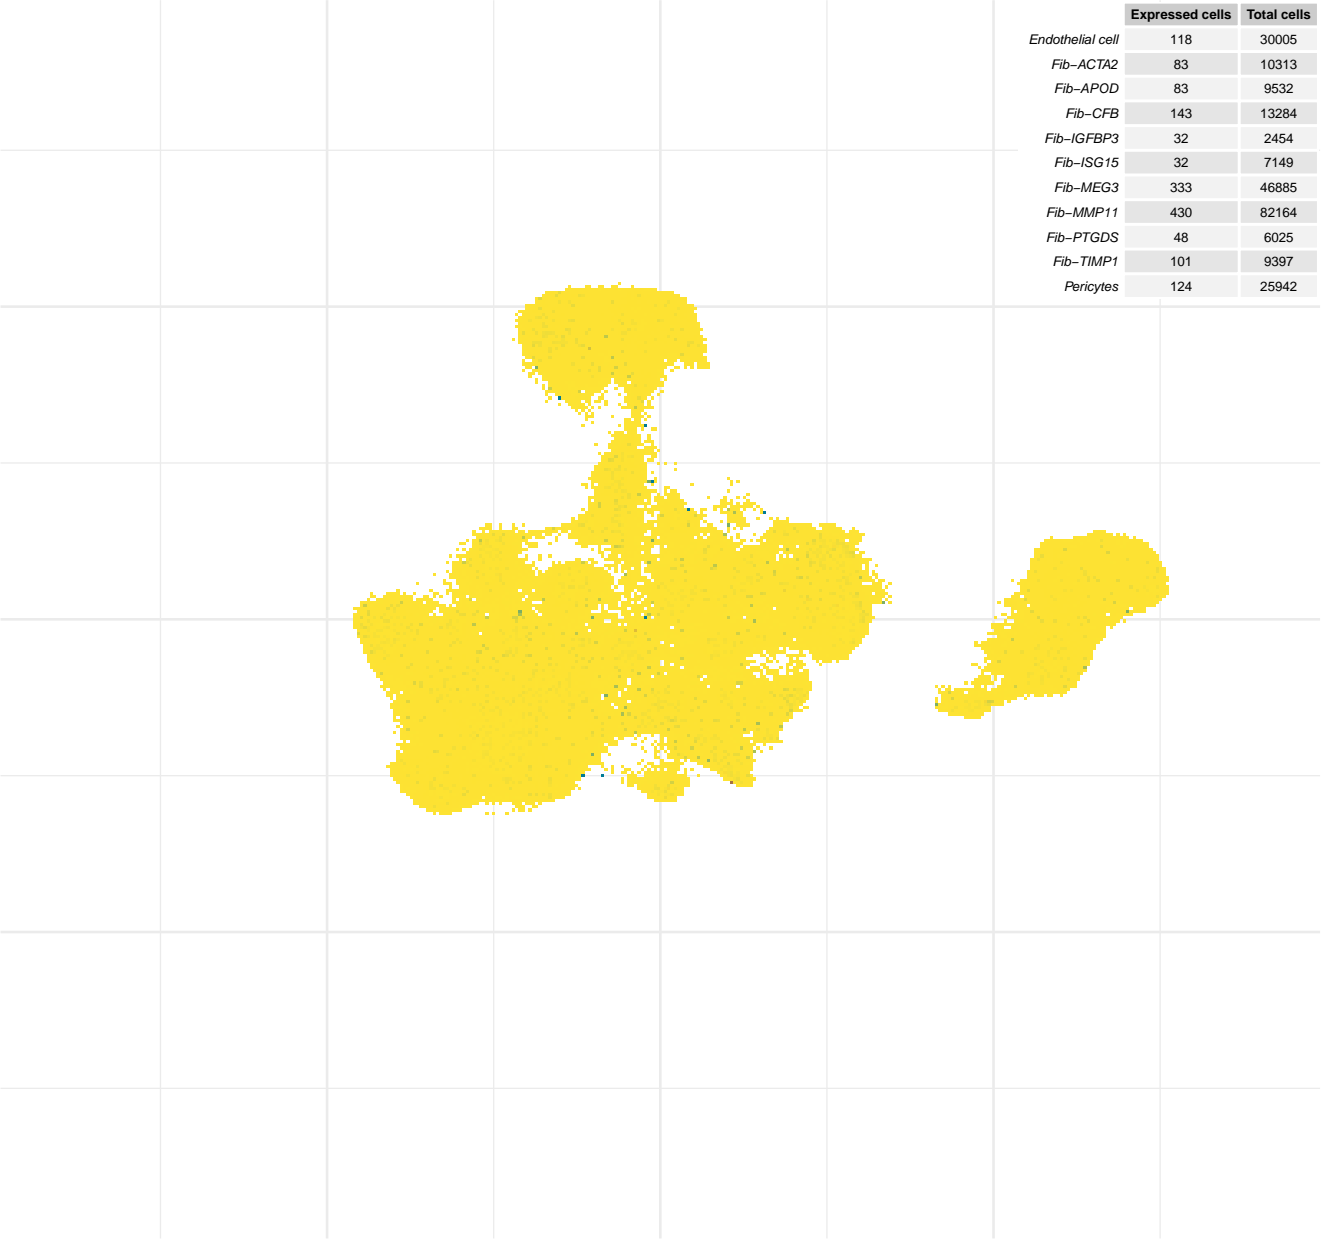 Expressed cells Total cells
Endothelial cell 118 30005
Fib−ACTA2 83 10313
Fib−APOD 83 9532
Fib−CFB 143 13284
Fib−IGFBP3 32 2454
Fib−ISG15 32 7149
Fib−MEG3 333 46885
Fib−MMP11 430 82164
Fib−PTGDS 48 6025
Fib−TIMP1 101 9397
Pericytes 124 25942